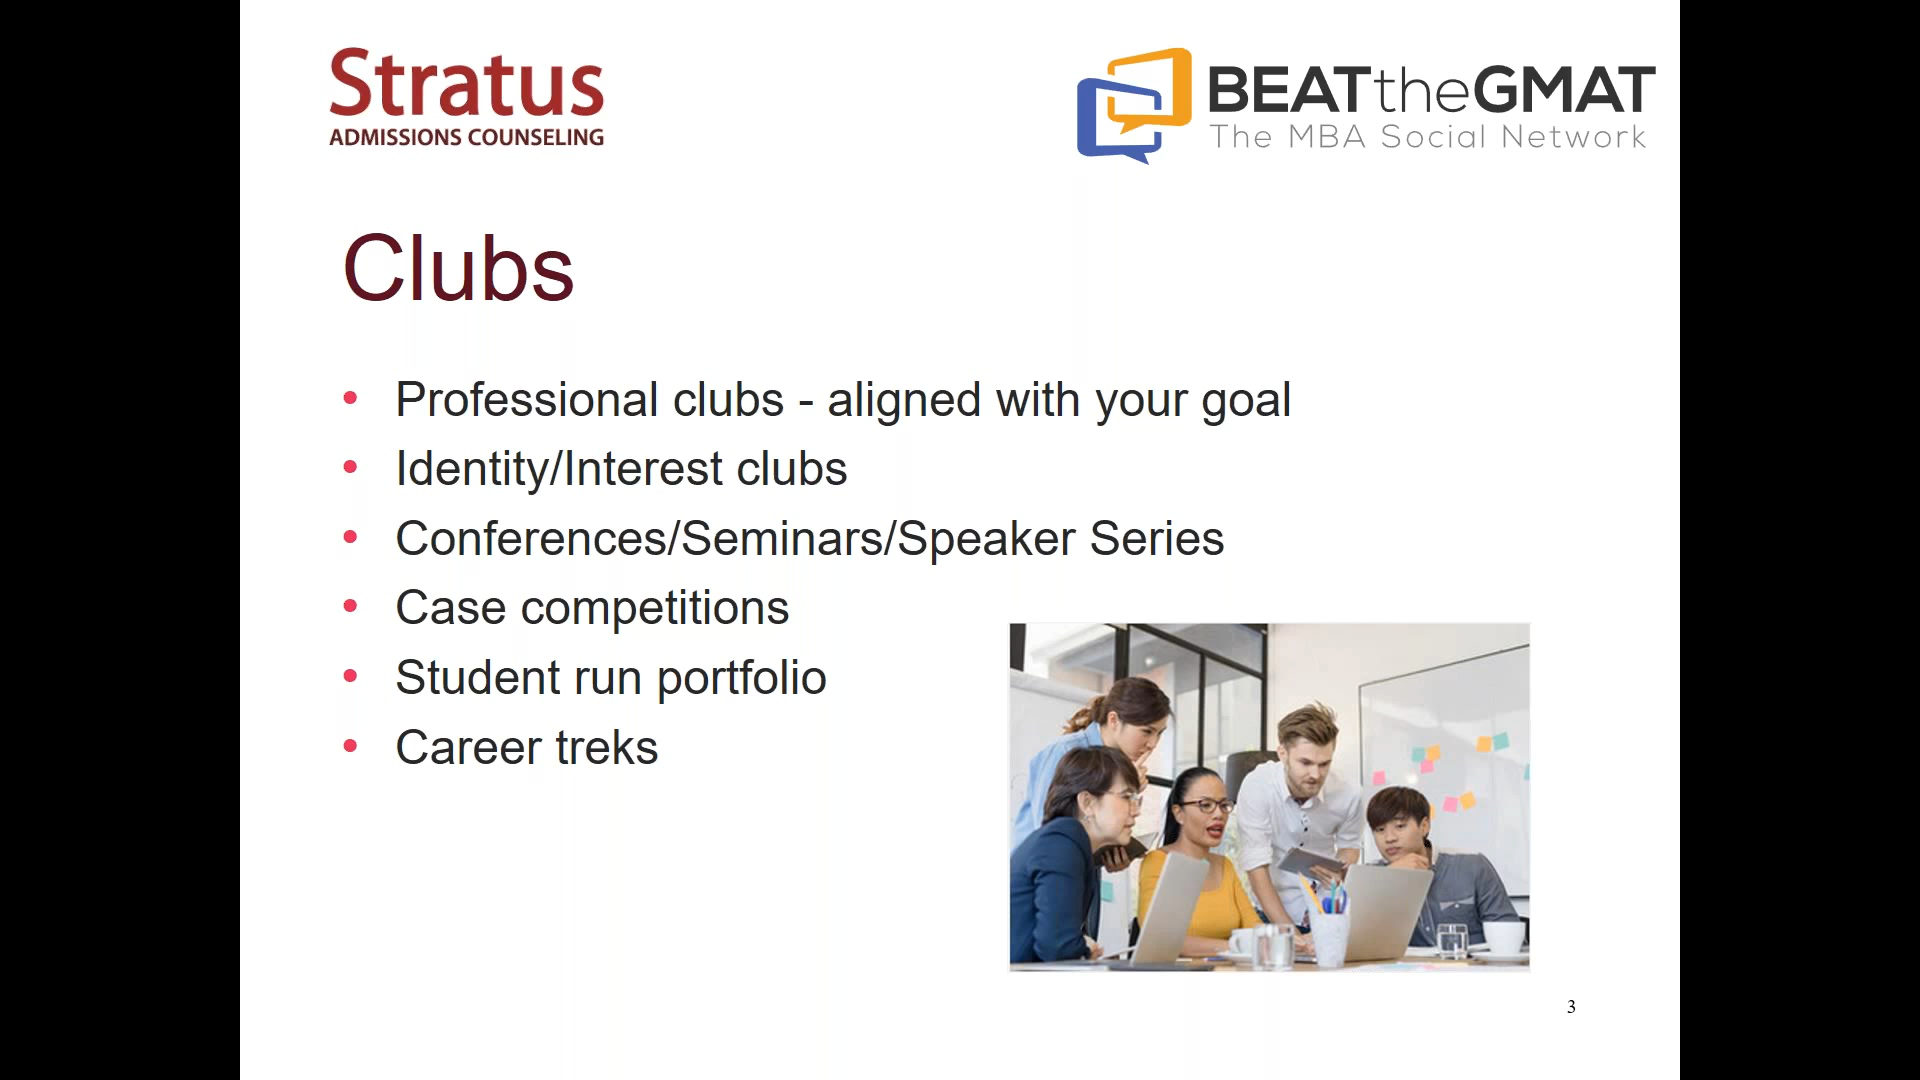 Stratus
ADMISSIONS COUNSELING
BEATtheGMAT
The MBA Social Network
Clubs
• Professional clubs - aligned with your goal
• Identity/Interest clubs
• Conferences/Seminars/Speaker Series
• Case competitions
• Student run portfolio
• Career treks
3